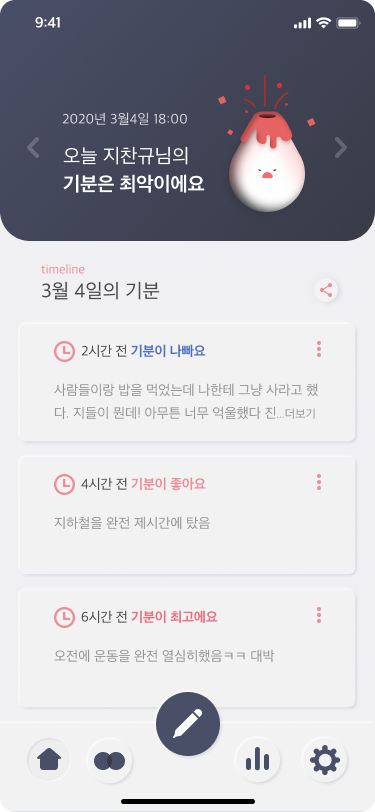 9:41
2020년 3월4일 18:00
오늘 지찬규님의
기분은 최악이에요
timeline
3월 4일의 기분
2시간 전 기분이 나빠요
사람들이랑 밥을 먹었는데 나한테 그냥 사라고 했
다. 지들이 뭔데! 아무튼 너무 억울했다 진...더보기
4시간 전 기분이 좋아요
지하철을 완전 제시간에 탔음
6시간 전 기분이 최고에요
오전에 운동을 완전 열심히했음ㅋㅋ 대박